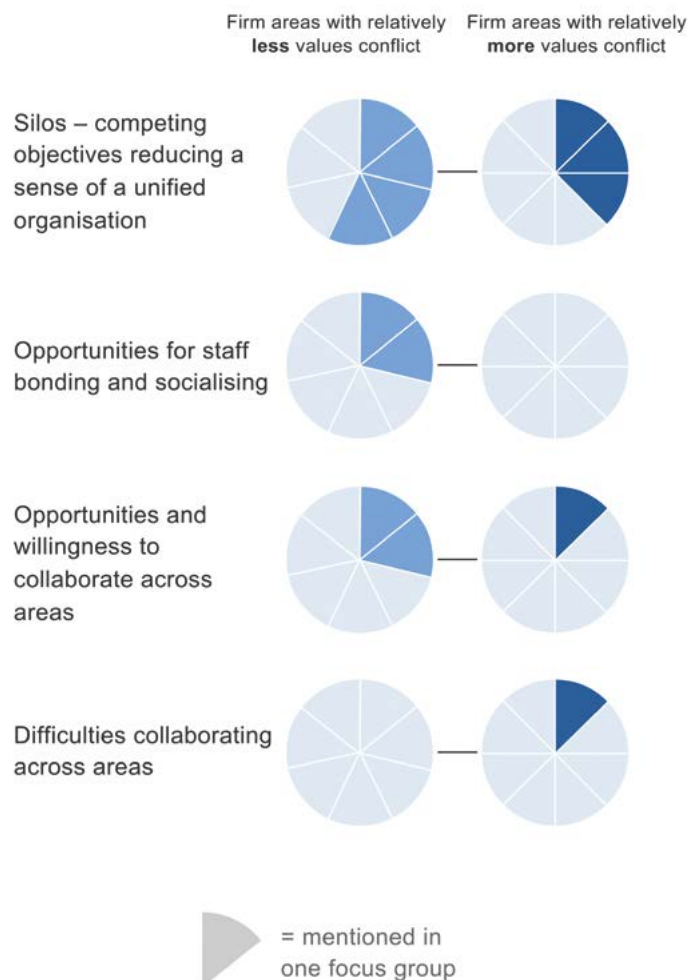 Firm areas with relatively
less values conflict
Firm areas with relatively
more values conflict
Silos – competing
objectives reducing a
sense of a unified
organisation
Opportunities for staff
bonding and socialising
Opportunities and
willingness to
collaborate across
areas
Difficulties collaborating
across areas
= mentioned in
one focus group